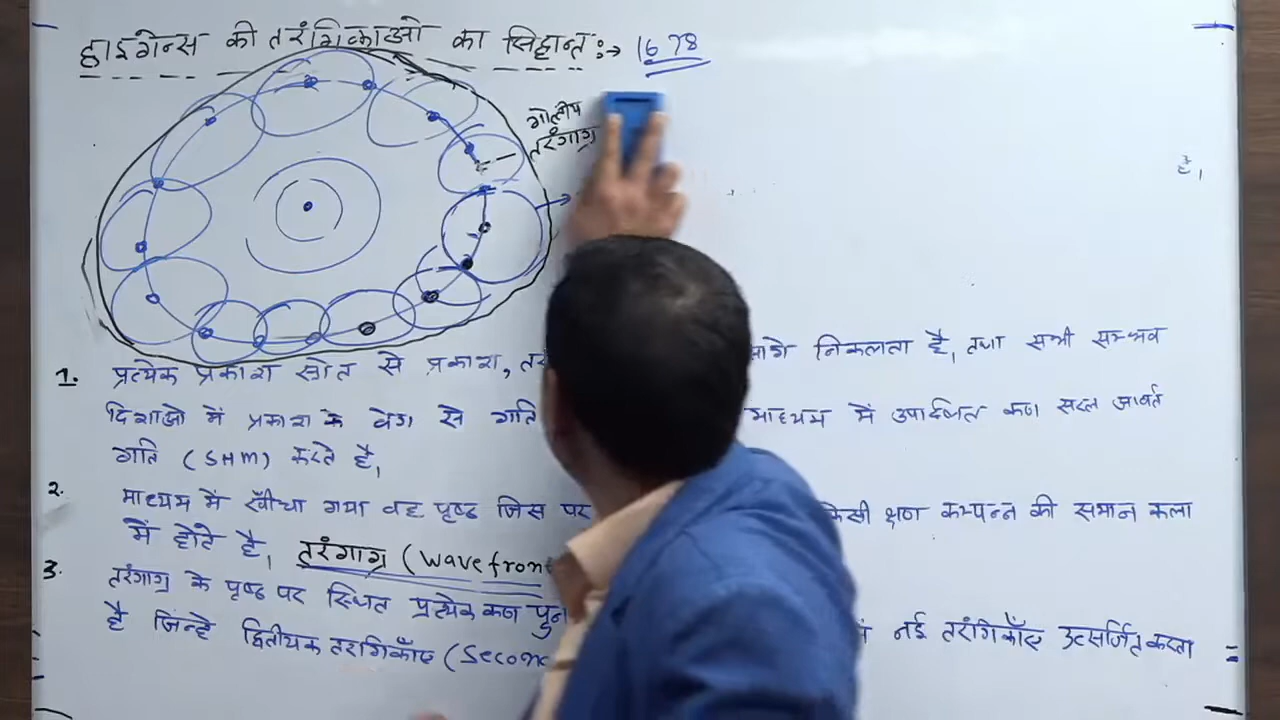 हाइगेन्स की तरंगिकाओ का सिद्धान्त :→ 1678
गोलीय
तरंगाग्र
है,
1. प्रत्येक प्रकाश स्रोत से प्रकाश, निकलता है, तथा सभी सम्भव
दिशाओ में प्रकाश के वेग से गति माध्यम में उपस्थित कण सरल आवर्त
गति (SHM) करते है,
2. माध्यम में खींचा गया वह पृष्ठ जिस पर किसी क्षण कम्पन्न की समान कला
में होते है, तरंगाग्र (Wavefron
3. तरंगाग्र के पृष्ठ पर स्थित प्रत्येक कण नई तरंगिकाँए उत्सर्जित करता
है जिन्हे द्वितीयक तरंगिकाँए (Secon